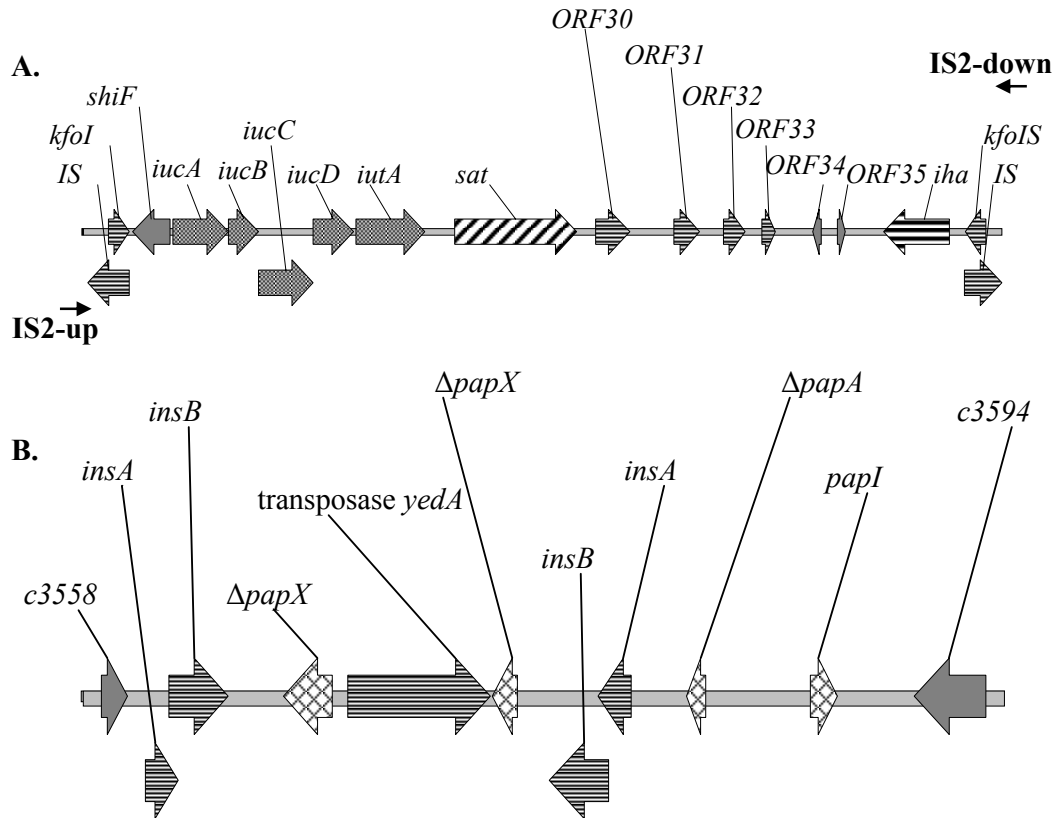 A.
ORF30
ORF31
IS2-down
shiF
ORF32
kfoI
iucC
ORF33
kfoIS
IS
iucA
iucB
iucD
iutA
sat
ORF34
ORF35
iha
IS
IS2-up
B.
ΔpapX
ΔpapA
insB
c3594
insA
transposase yedA
insA
papI
insB
c3558
ΔpapX